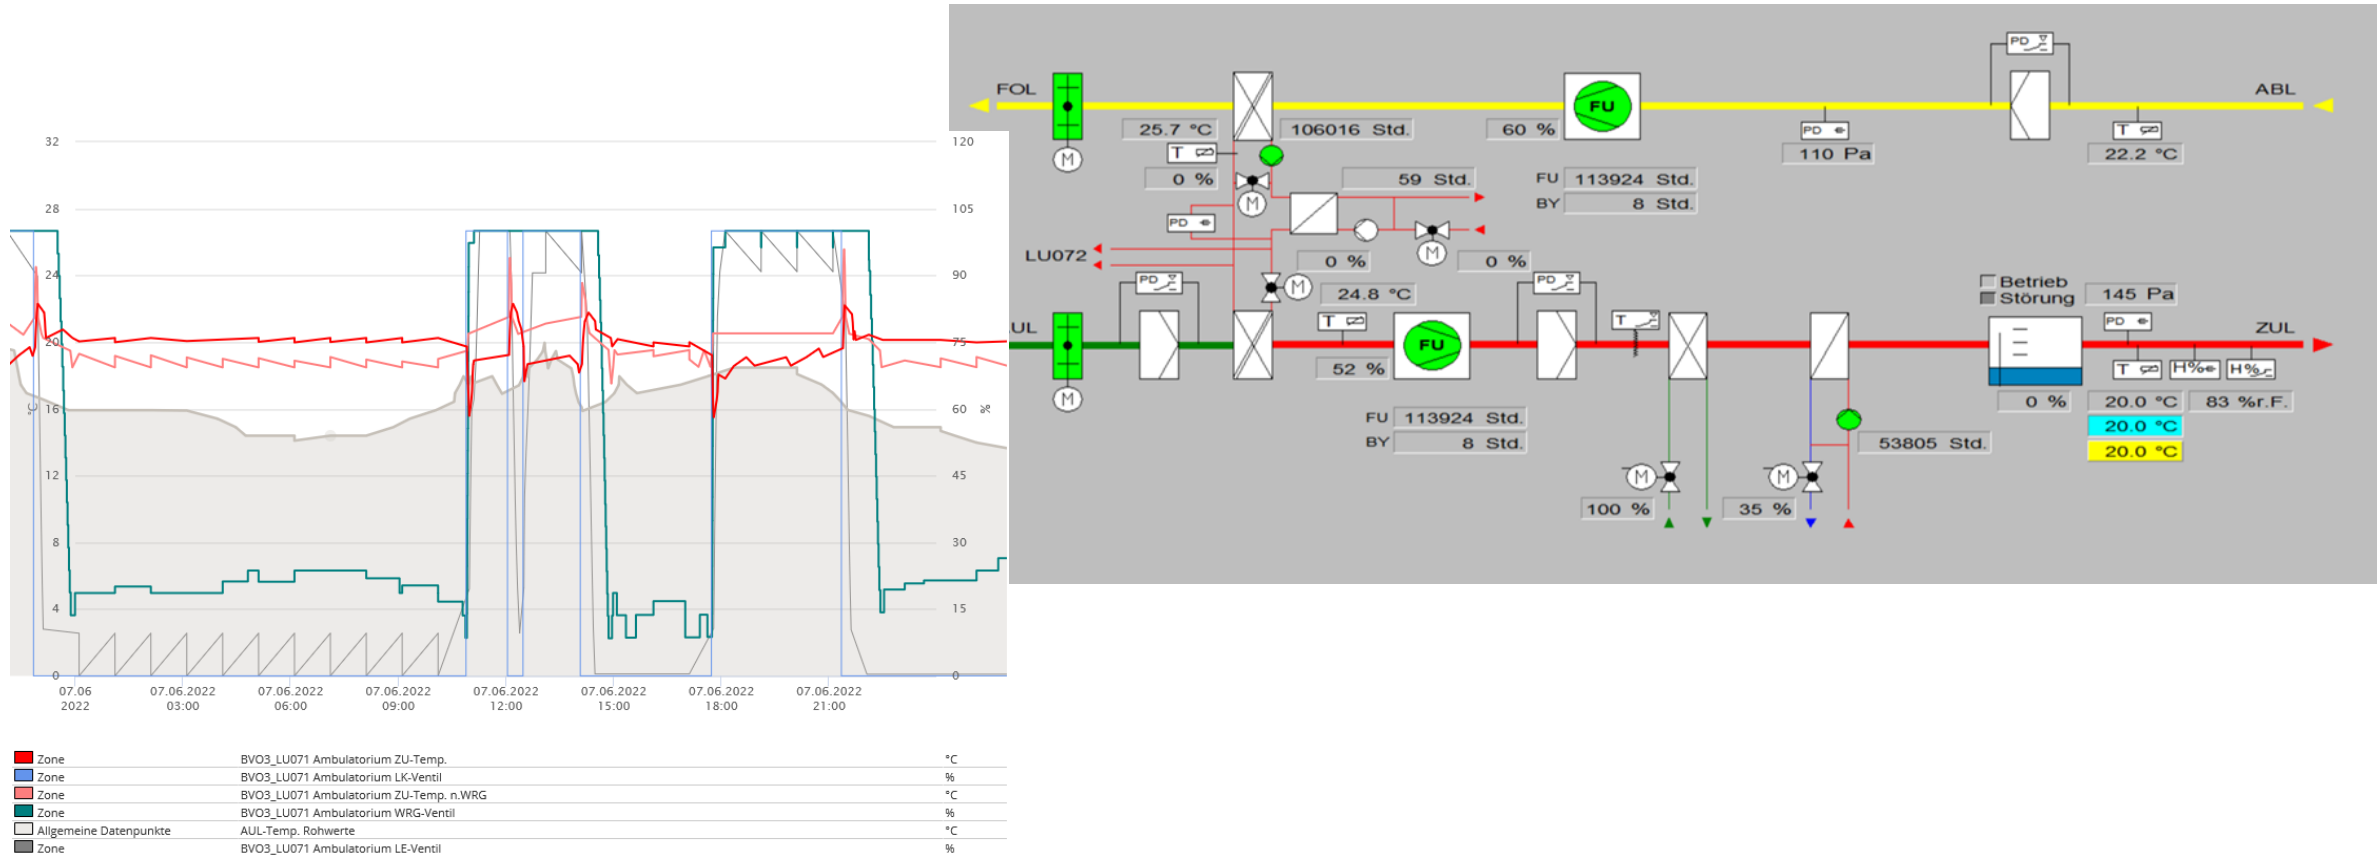 32
28
24
20
16
12
8
4
0
°C
120
105
90
75
60
45
30
15
0
%
07.06
2022
07.06.2022
03:00
07.06.2022
06:00
07.06.2022
09:00
07.06.2022
12:00
07.06.2022
15:00
07.06.2022
18:00
07.06.2022
21:00
Zone BVO3_LU071 Ambulatorium ZU-Temp. °C
Zone BVO3_LU071 Ambulatorium LK-Ventil %
Zone BVO3_LU071 Ambulatorium ZU-Temp. n.WRG °C
Zone BVO3_LU071 Ambulatorium WRG-Ventil %
Allgemeine Datenpunkte AUL-Temp. Rohwerte °C
Zone BVO3_LU071 Ambulatorium LE-Ventil %
PD
FOL
FU
ABL
25.7 °C
106016 Std.
60 %
PD
T
M
T
110 Pa
22.2 °C
0 %
59 Std.
FU 113924 Std.
M
BY 8 Std.
PD
M
LU072
0 %
0 %
PD
M
24.8 °C
PD
Betrieb
Störung
145 Pa
UL
T
T
PD
ZUL
FU
52 %
T
H%
H%
M
0 %
20.0 °C
83 %r.F.
FU 113924 Std.
20.0 °C
BY 8 Std.
53805 Std.
20.0 °C
M
M
100 %
35 %